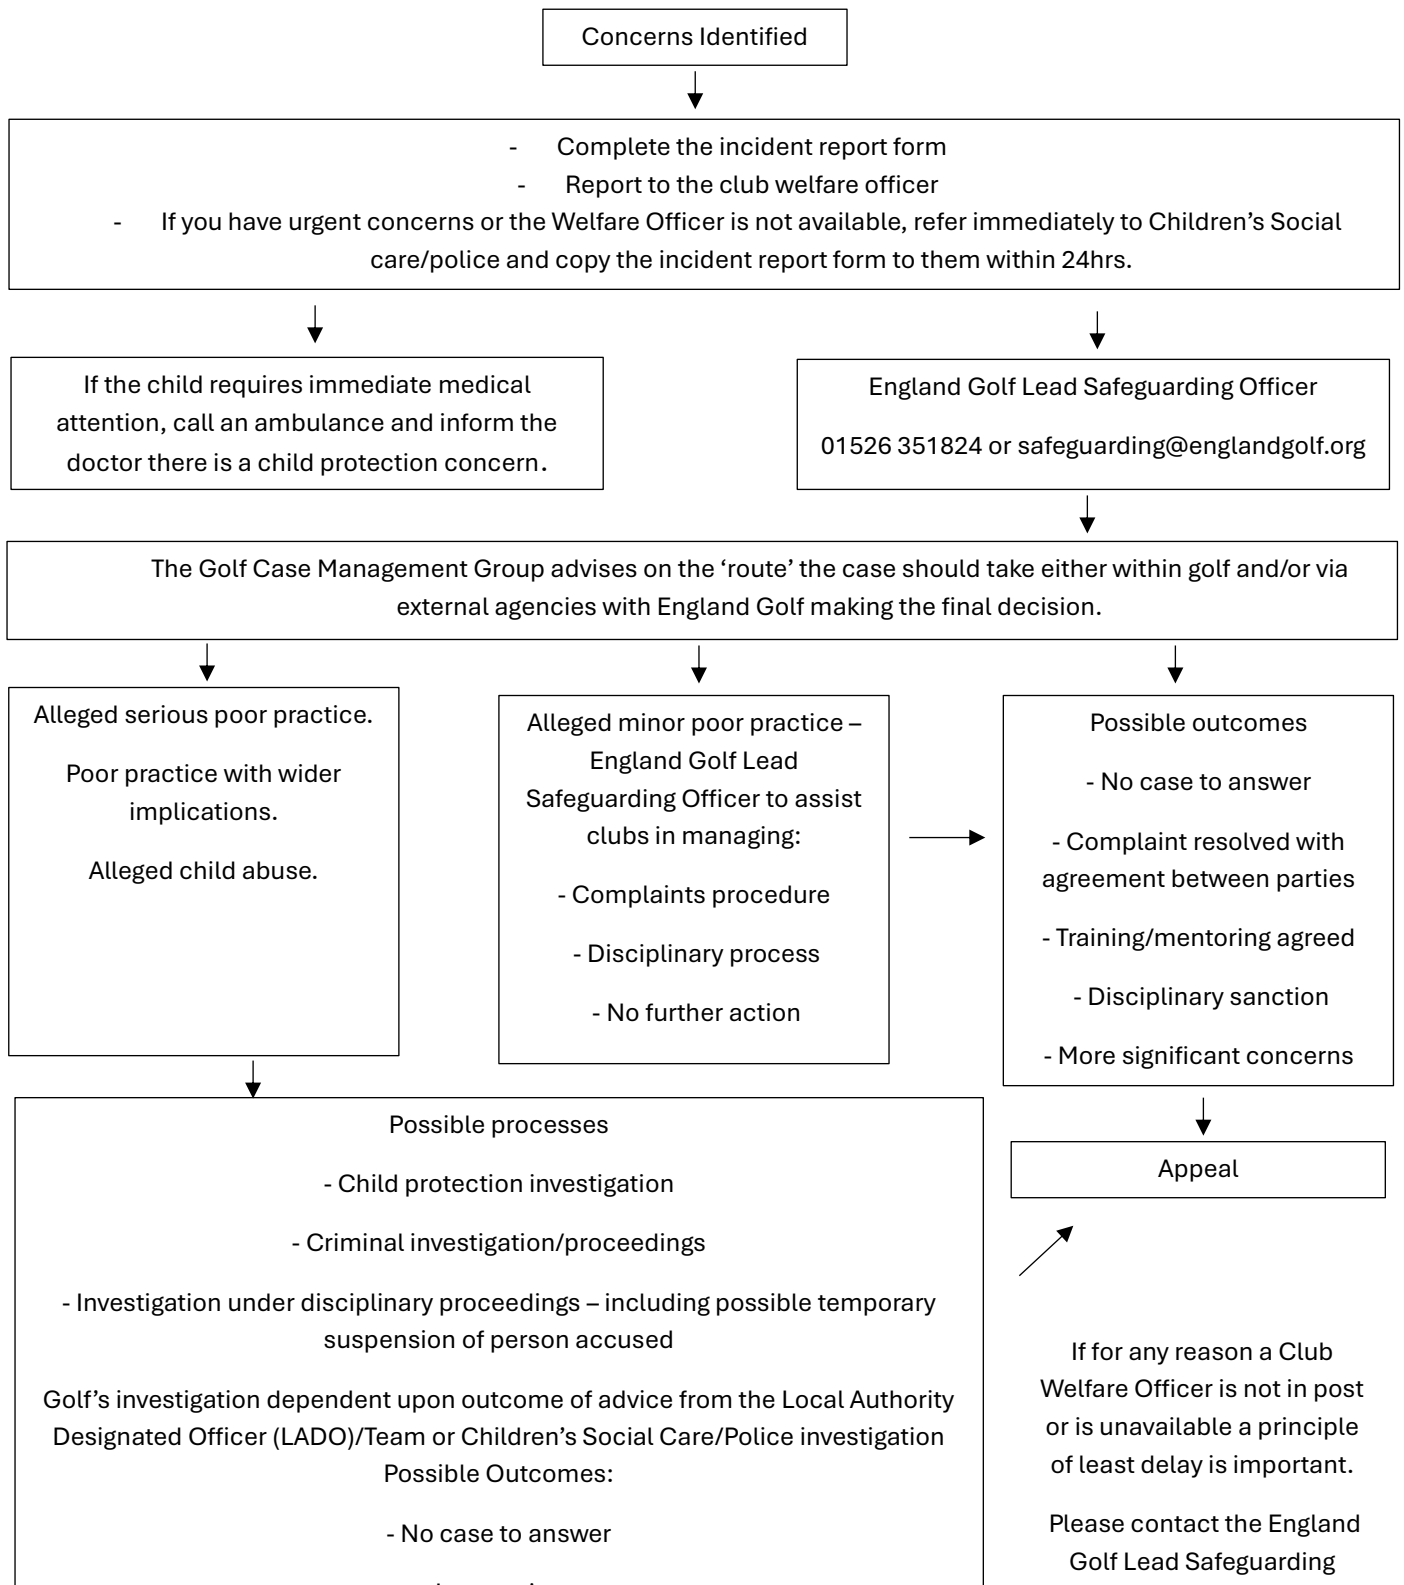 Concerns Identified
- Complete the incident report form
- Report to the club welfare officer
- If you have urgent concerns or the Welfare Officer is not available, refer immediately to Children’s Social
care/police and copy the incident report form to them within 24hrs.
If the child requires immediate medical
attention, call an ambulance and inform the
doctor there is a child protection concern.
England Golf Lead Safeguarding Officer
01526 351824 or safeguarding@englandgolf.org
The Golf Case Management Group advises on the ‘route’ the case should take either within golf and/or via
external agencies with England Golf making the final decision.
Alleged serious poor practice.
Poor practice with wider
implications.
Alleged child abuse.
Alleged minor poor practice –
England Golf Lead
Safeguarding Officer to assist
clubs in managing:
- Complaints procedure
- Disciplinary process
- No further action
Possible outcomes
- No case to answer
- Complaint resolved with
agreement between parties
- Training/mentoring agreed
- Disciplinary sanction
- More significant concerns
Possible processes
- Child protection investigation
- Criminal investigation/proceedings
- Investigation under disciplinary proceedings – including possible temporary
suspension of person accused
Golf’s investigation dependent upon outcome of advice from the Local Authority
Designated Officer (LADO)/Team or Children’s Social Care/Police investigation
Possible Outcomes:
- No case to answer
Appeal
If for any reason a Club
Welfare Officer is not in post
or is unavailable a principle
of least delay is important.
Please contact the England
Golf Lead Safeguarding